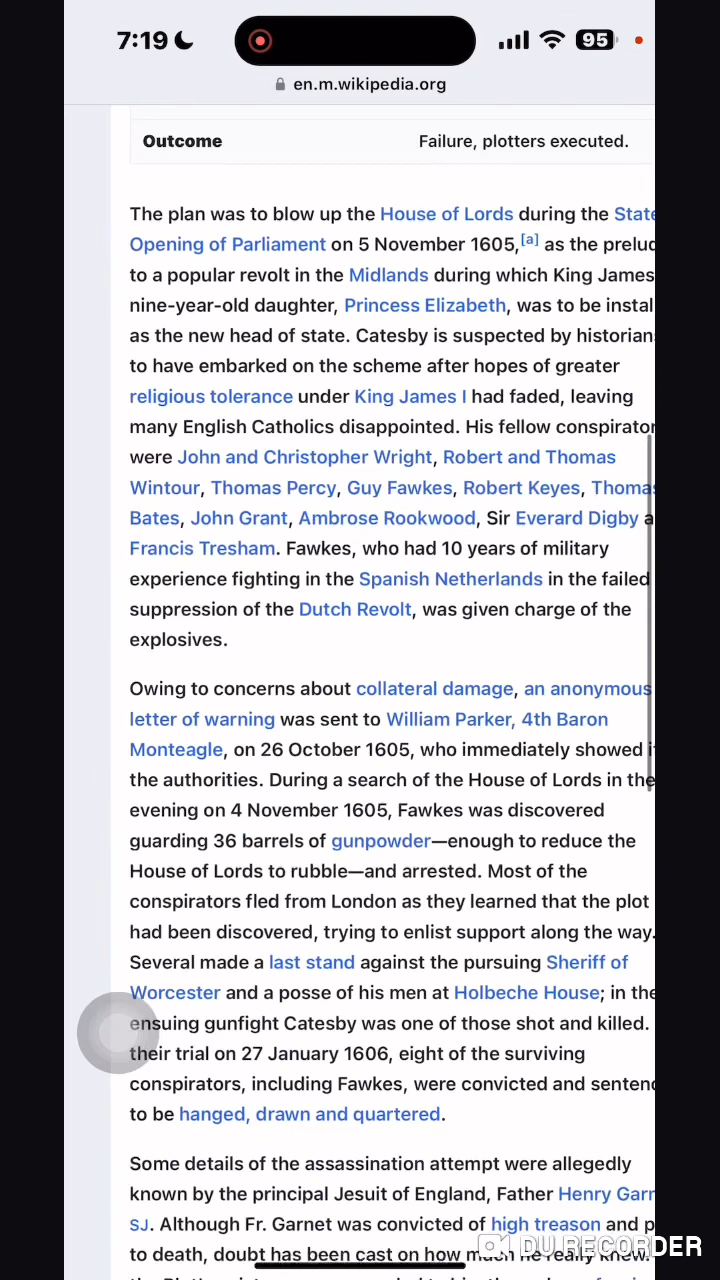 7:19
95
en.m.wikipedia.org
Outcome Failure, plotters executed.
The plan was to blow up the House of Lords during the State
Opening of Parliament on 5 November 1605,[a] as the prelud
to a popular revolt in the Midlands during which King James
nine-year-old daughter, Princess Elizabeth, was to be instal
as the new head of state. Catesby is suspected by historian
to have embarked on the scheme after hopes of greater
religious tolerance under King James I had faded, leaving
many English Catholics disappointed. His fellow conspirator
were John and Christopher Wright, Robert and Thomas
Wintour, Thomas Percy, Guy Fawkes, Robert Keyes, Thomas
Bates, John Grant, Ambrose Rookwood, Sir Everard Digby a
Francis Tresham. Fawkes, who had 10 years of military
experience fighting in the Spanish Netherlands in the failed
suppression of the Dutch Revolt, was given charge of the
explosives.
Owing to concerns about collateral damage, an anonymous
letter of warning was sent to William Parker, 4th Baron
Monteagle, on 26 October 1605, who immediately showed i
the authorities. During a search of the House of Lords in the
evening on 4 November 1605, Fawkes was discovered
guarding 36 barrels of gunpowder—enough to reduce the
House of Lords to rubble—and arrested. Most of the
conspirators fled from London as they learned that the plot
had been discovered, trying to enlist support along the way.
Several made a last stand against the pursuing Sheriff of
Worcester and a posse of his men at Holbeche House; in the
ensuing gunfight Catesby was one of those shot and killed.
their trial on 27 January 1606, eight of the surviving
conspirators, including Fawkes, were convicted and sentenc
to be hanged, drawn and quartered.
Some details of the assassination attempt were allegedly
known by the principal Jesuit of England, Father Henry Garn
SJ. Although Fr. Garnet was convicted of high treason and p
to death, doubt has been cast on how much he really knew.
DU RECORDER